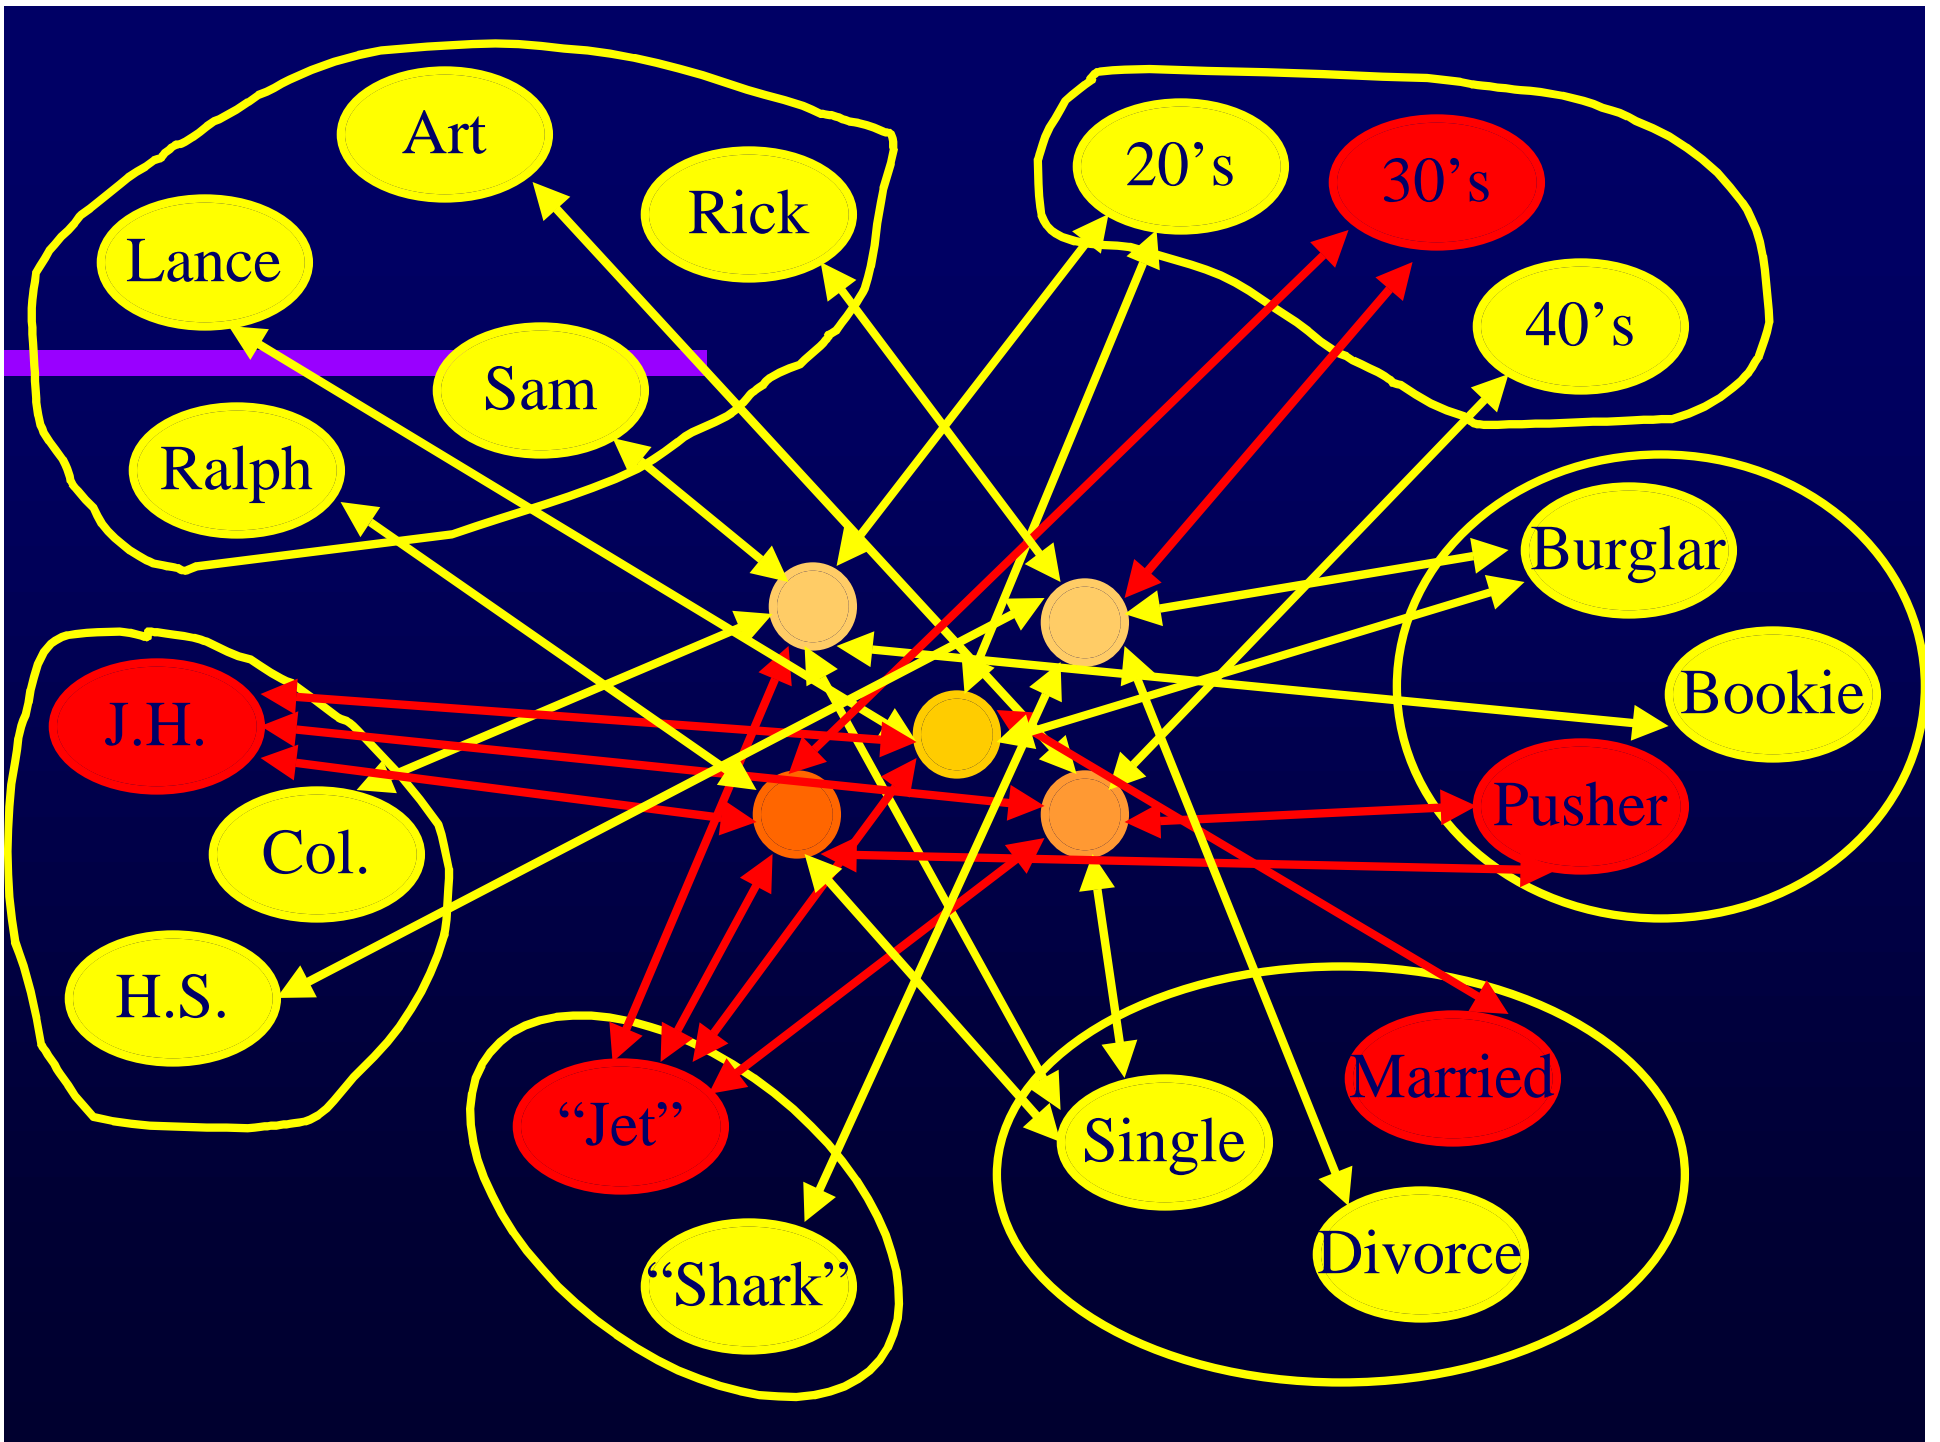 Art
Rick
Lance
Sam
Ralph
20’s
30’s
40’s
Burglar
Bookie
Pusher
J.H.
Col.
H.S.
“Jet”
“Shark”
Single
Married
Divorce